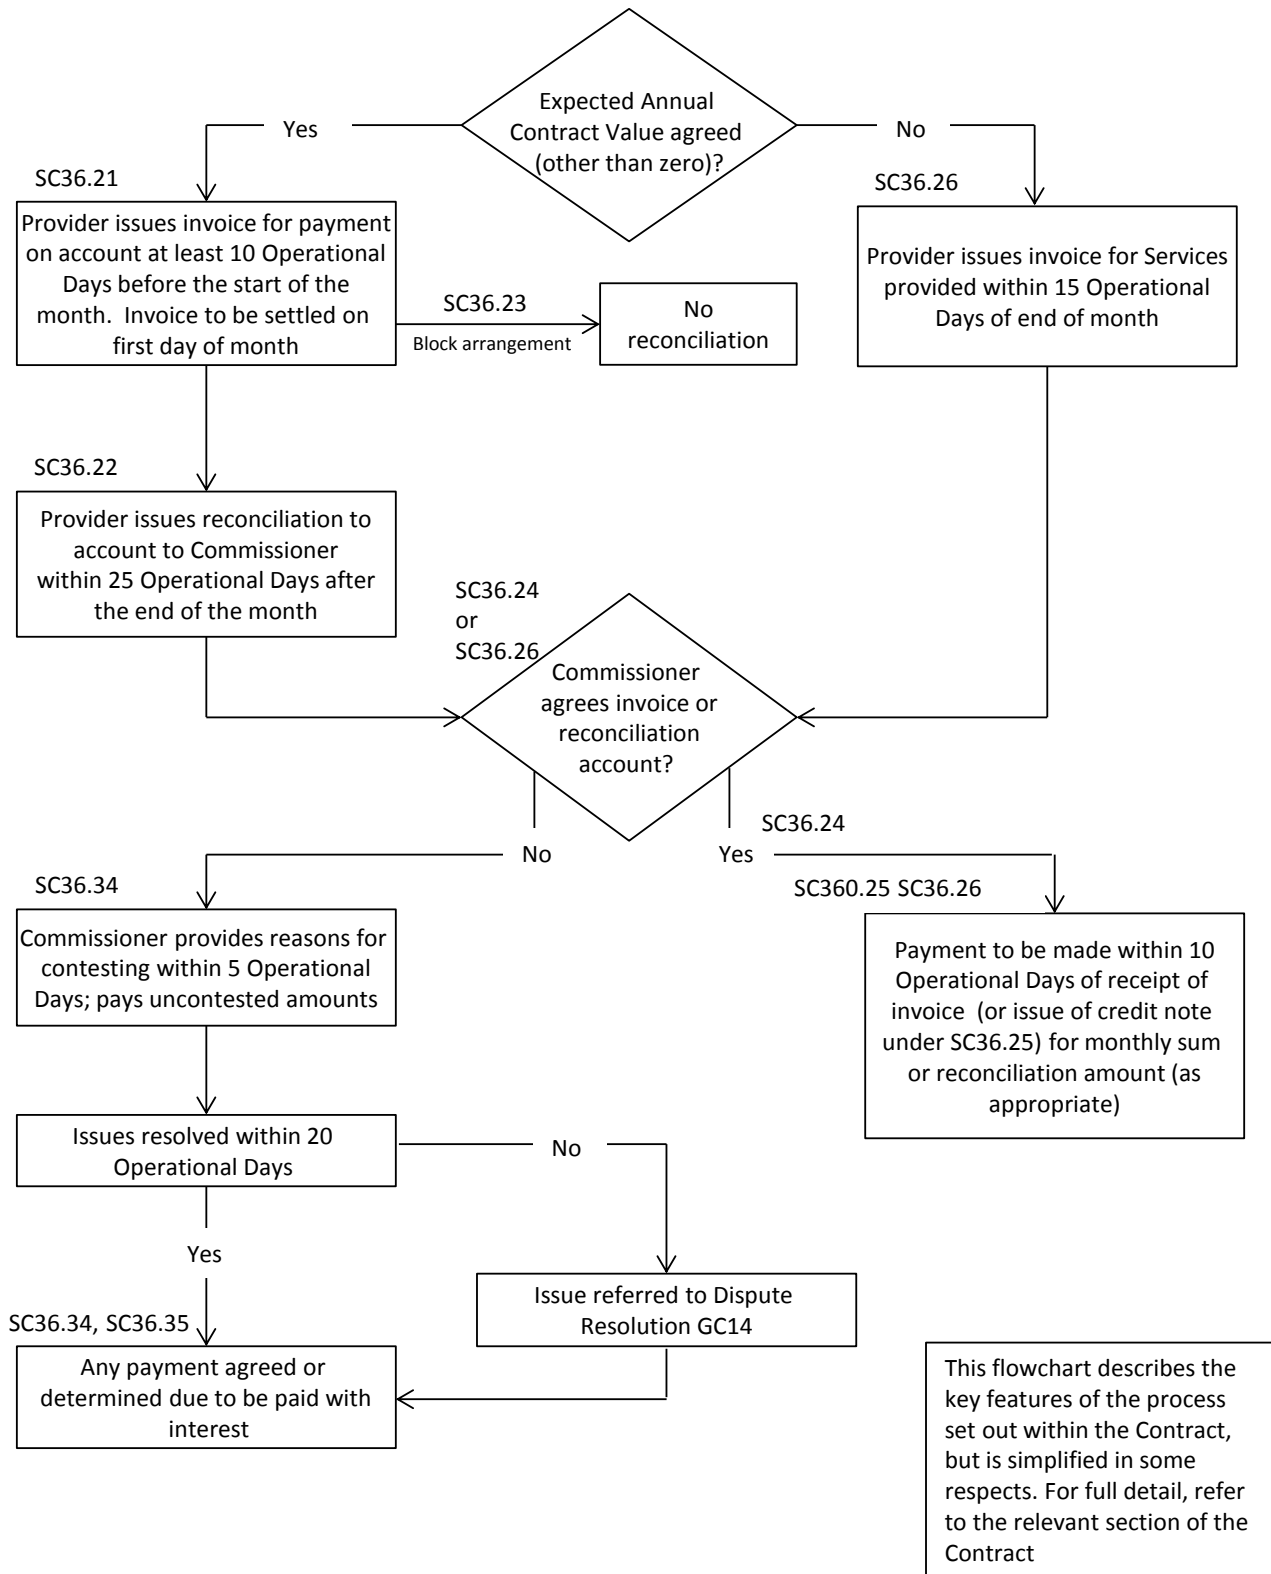 Expected Annual
Contract Value agreed
(other than zero)?
Yes
No
SC36.21
SC36.26
Provider issues invoice for payment
on account at least 10 Operational
Days before the start of the
month.  Invoice to be settled on
first day of month
SC36.23
Block arrangement
No
reconciliation
Provider issues invoice for Services
provided within 15 Operational
Days of end of month
SC36.22
Provider issues reconciliation to
account to Commissioner
within 25 Operational Days after
the end of the month
SC36.24
or
SC36.26
Commissioner
agrees invoice or
reconciliation
account?
No
Yes
SC36.24
SC36.34
SC360.25 SC36.26
Commissioner provides reasons for
contesting within 5 Operational
Days; pays uncontested amounts
Payment to be made within 10
Operational Days of receipt of
invoice  (or issue of credit note
under SC36.25) for monthly sum
or reconciliation amount (as
appropriate)
Issues resolved within 20
Operational Days
No
Yes
Issue referred to Dispute
Resolution GC14
SC36.34, SC36.35
Any payment agreed or
determined due to be paid with
interest
This flowchart describes the
key features of the process
set out within the Contract,
but is simplified in some
respects. For full detail, refer
to the relevant section of the
Contract